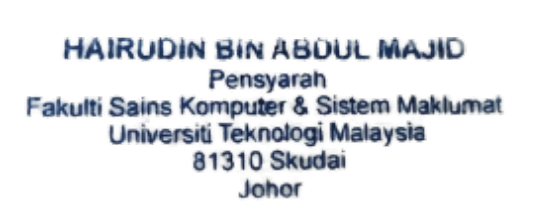 HAIRUDIN BIN ABDUL MAJID
Pensyarah
Fakulti Sains Komputer & Sistem Maklumat
Universiti Teknologi Malaysia
81310 Skudai
Johor